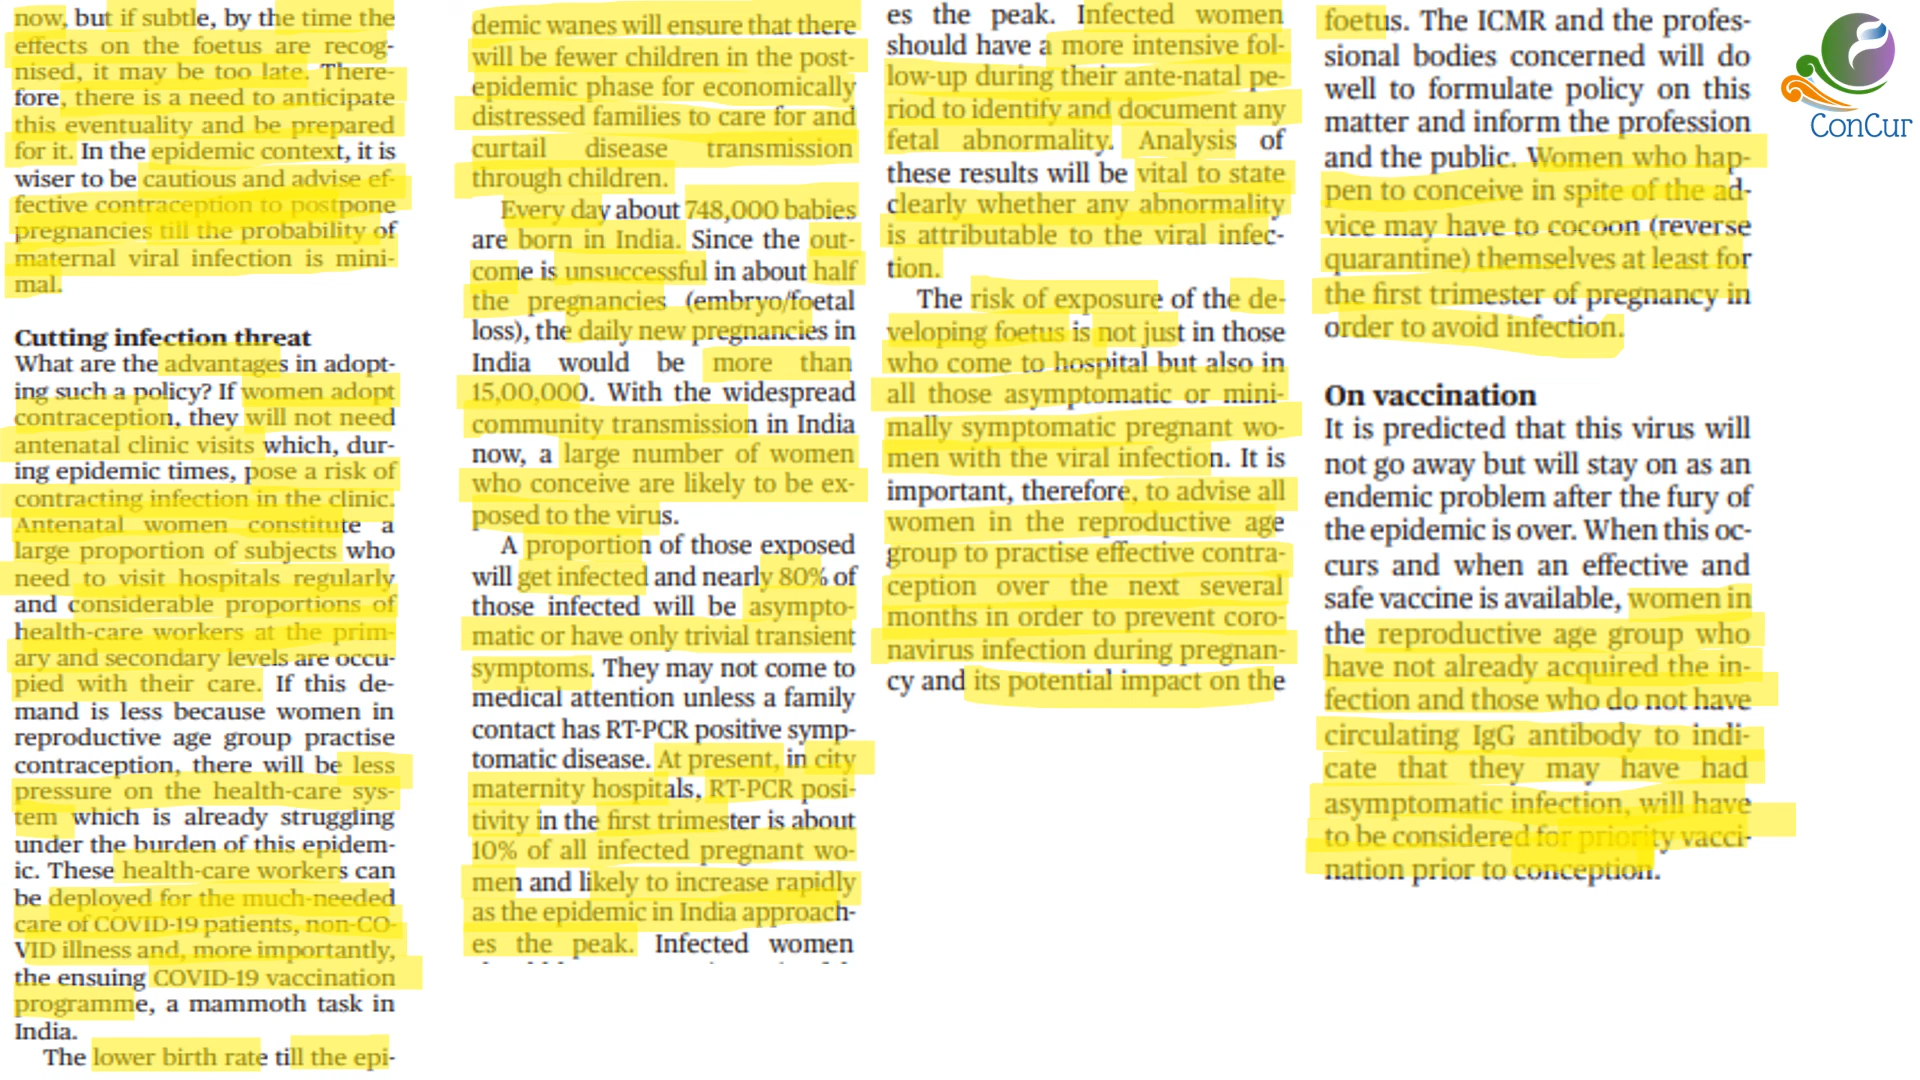 now, but if subtle, by the time the
effects on the foetus are recog-
nised, it may be too late. There-
fore, there is a need to anticipate
this eventuality and be prepared
for it. In the epidemic context, it is
wiser to be cautious and advise ef-
fective contraception to postpone
pregnancies till the probability of
maternal viral infection is mini-
mal.
Cutting infection threat
What are the advantages in adopt-
ing such a policy? If women adopt
contraception, they will not need
antenatal clinic visits which, dur-
ing epidemic times, pose a risk of
contracting infection in the clinic.
Antenatal women constitute a
large proportion of subjects who
need to visit hospitals regularly
and considerable proportions of
health-care workers at the prim-
ary and secondary levels are occu-
pied with their care. If this de-
mand is less because women in
reproductive age group practise
contraception, there will be less
pressure on the health-care sys-
tem which is already struggling
under the burden of this epidem-
ic. These health-care workers can
be deployed for the much-needed
care of COVID-19 patients, non-CO-
VID illness and, more importantly,
the ensuing COVID-19 vaccination
programme, a mammoth task in
India.
The lower birth rate till the epi-
demic wanes will ensure that there
will be fewer children in the post-
epidemic phase for economically
distressed families to care for and
curtail disease transmission
through children.
Every day about 748,000 babies
are born in India. Since the out-
come is unsuccessful in about half
the pregnancies (embryo/foetal
loss), the daily new pregnancies in
India would be more than
15,00,000. With the widespread
community transmission in India
now, a large number of women
who conceive are likely to be ex-
posed to the virus.
A proportion of those exposed
will get infected and nearly 80% of
those infected will be asympto-
matic or have only trivial transient
symptoms. They may not come to
medical attention unless a family
contact has RT-PCR positive symp-
tomatic disease. At present, in city
maternity hospitals, RT-PCR posi-
tivity in the first trimester is about
10% of all infected pregnant wo-
men and likely to increase rapidly
as the epidemic in India approach-
es the peak. Infected women
es the peak. Infected women
should have a more intensive fol-
low-up during their ante-natal pe-
riod to identify and document any
fetal abnormality. Analysis of
these results will be vital to state
clearly whether any abnormality
is attributable to the viral infec-
tion.
The risk of exposure of the de-
veloping foetus is not just in those
who come to hospital but also in
all those asymptomatic or mini-
mally symptomatic pregnant wo-
men with the viral infection. It is
important, therefore, to advise all
women in the reproductive age
group to practise effective contra-
ception over the next several
months in order to prevent coro-
navirus infection during pregnan-
cy and its potential impact on the
foetus. The ICMR and the profes-
sional bodies concerned will do
well to formulate policy on this
matter and inform the profession
and the public. Women who hap-
pen to conceive in spite of the ad-
vice may have to cocoon (reverse
quarantine) themselves at least for
the first trimester of pregnancy in
order to avoid infection.
On vaccination
It is predicted that this virus will
not go away but will stay on as an
endemic problem after the fury of
the epidemic is over. When this oc-
curs and when an effective and
safe vaccine is available, women in
the reproductive age group who
have not already acquired the in-
fection and those who do not have
circulating IgG antibody to indi-
cate that they may have had
asymptomatic infection, will have
to be considered for priority vacci-
nation prior to conception.
ConCur